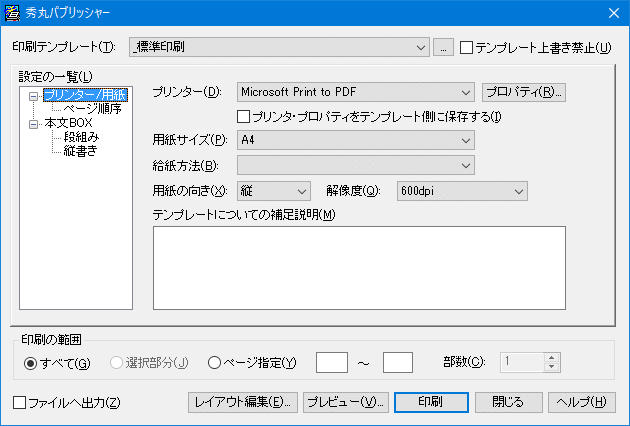 秀丸パブリッシャー
印刷テンプレート(T): _標準印刷 ... テンプレート上書き禁止(U)
設定の一覧(L)
プリンター/用紙
ページ順序
本文BOX
段組み
縦書き
プリンター(D): Microsoft Print to PDF プロパティ(R)...
プリンタ・プロパティをテンプレート側に保存する(I)
用紙サイズ(P): A4
給紙方法(B):
用紙の向き(X): 縦 解像度(Q): 600dpi
テンプレートについての補足説明(M)
印刷の範囲
すべて(G) 選択部分(J) ページ指定(Y) ～ 部数(C): 1
ファイルへ出力(Z) レイアウト編集(E)... プレビュー(V)... 印刷 閉じる ヘルプ(H)